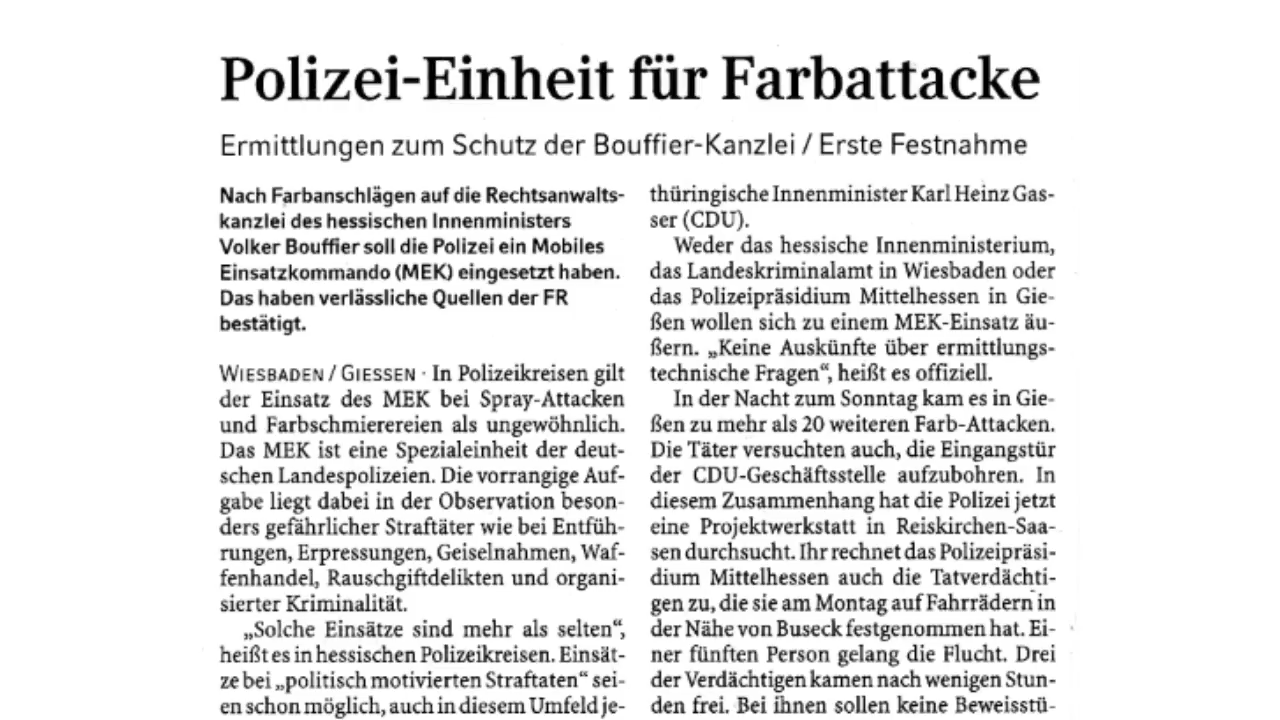 Polizei-Einheit für Farbattacke
Ermittlungen zum Schutz der Bouffier-Kanzlei / Erste Festnahme
Nach Farbanschlägen auf die Rechtsanwalts-
kanzlei des hessischen Innenministers
Volker Bouffier soll die Polizei ein Mobiles
Einsatzkommando (MEK) eingesetzt haben.
Das haben verlässliche Quellen der FR
bestätigt.
WIESBADEN / GIESSEN · In Polizeikreisen gilt
der Einsatz des MEK bei Spray-Attacken
und Farbschmierereien als ungewöhnlich.
Das MEK ist eine Spezialeinheit der deut-
schen Landespolizeien. Die vorrangige Auf-
gabe liegt dabei in der Observation beson-
ders gefährlicher Straftäter wie bei Entfüh-
rungen, Erpressungen, Geiselnahmen, Waf-
fenhandel, Rauschgiftdelikten und organi-
sierter Kriminalität.
„Solche Einsätze sind mehr als selten“,
heißt es in hessischen Polizeikreisen. Einsät-
ze bei „politisch motivierten Straftaten“ sei-
en schon möglich, auch in diesem Umfeld je-
thüringische Innenminister Karl Heinz Gas-
ser (CDU).
Weder das hessische Innenministerium,
das Landeskriminalamt in Wiesbaden oder
das Polizeipräsidium Mittelhessen in Gie-
ßen wollen sich zu einem MEK-Einsatz äu-
ßern. „Keine Auskünfte über ermittlungs-
technische Fragen“, heißt es offiziell.
In der Nacht zum Sonntag kam es in Gie-
ßen zu mehr als 20 weiteren Farb-Attacken.
Die Täter versuchten auch, die Eingangstür
der CDU-Geschäftsstelle aufzubohren. In
diesem Zusammenhang hat die Polizei jetzt
eine Projektwerkstatt in Reiskirchen-Saa-
sen durchsucht. Ihr rechnet das Polizeipräsi-
dium Mittelhessen auch die Tatverdächti-
gen zu, die sie am Montag auf Fahrrädern in
der Nähe von Buseck festgenommen hat. Ei-
ner fünften Person gelang die Flucht. Drei
der Verdächtigen kamen nach wenigen Stun-
den frei. Bei ihnen sollen keine Beweisstü-